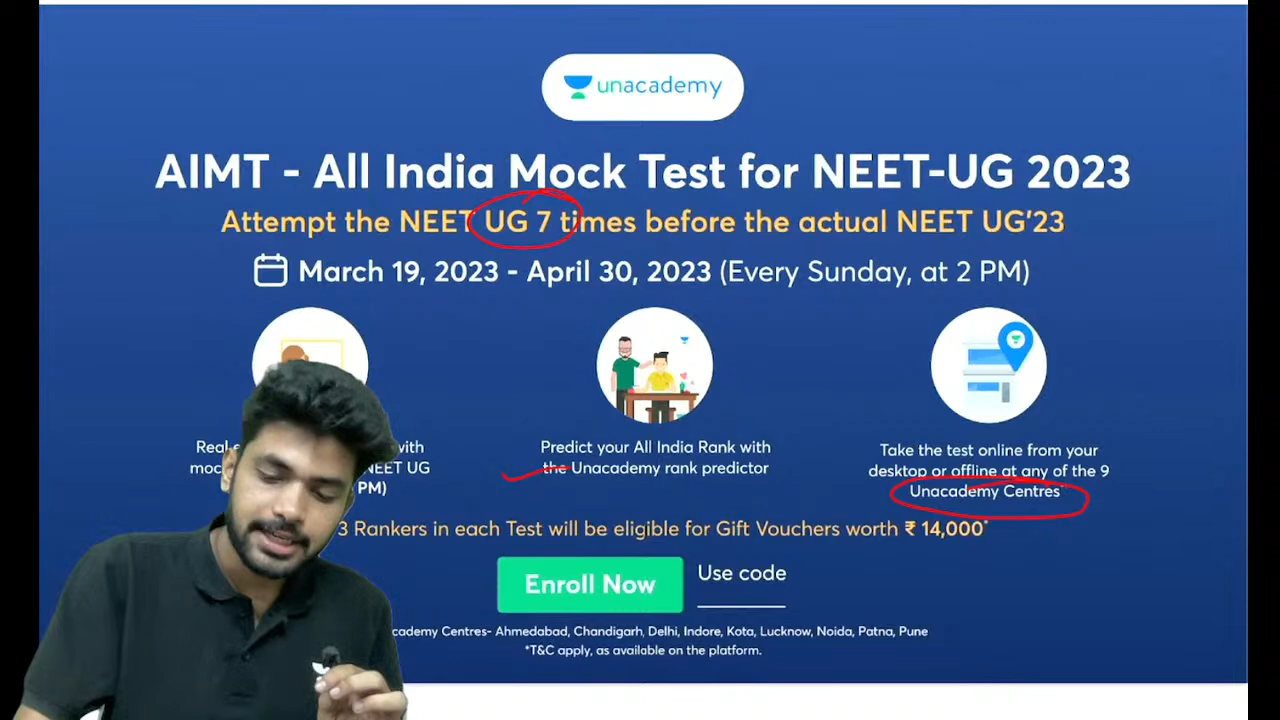 unacademy
AIMT - All India Mock Test for NEET-UG 2023
Attempt the NEET UG 7 times before the actual NEET UG'23
March 19, 2023 - April 30, 2023 (Every Sunday, at 2 PM)
Real with
moc NEET UG
PM)
Predict your All India Rank with
the Unacademy rank predictor
Take the test online from your
desktop or offline at any of the 9
Unacademy Centres*
3 Rankers in each Test will be eligible for Gift Vouchers worth ₹ 14,000*
Enroll Now
Use code
cademy Centres- Ahmedabad, Chandigarh, Delhi, Indore, Kota, Lucknow, Noida, Patna, Pune
*T&C apply, as available on the platform.